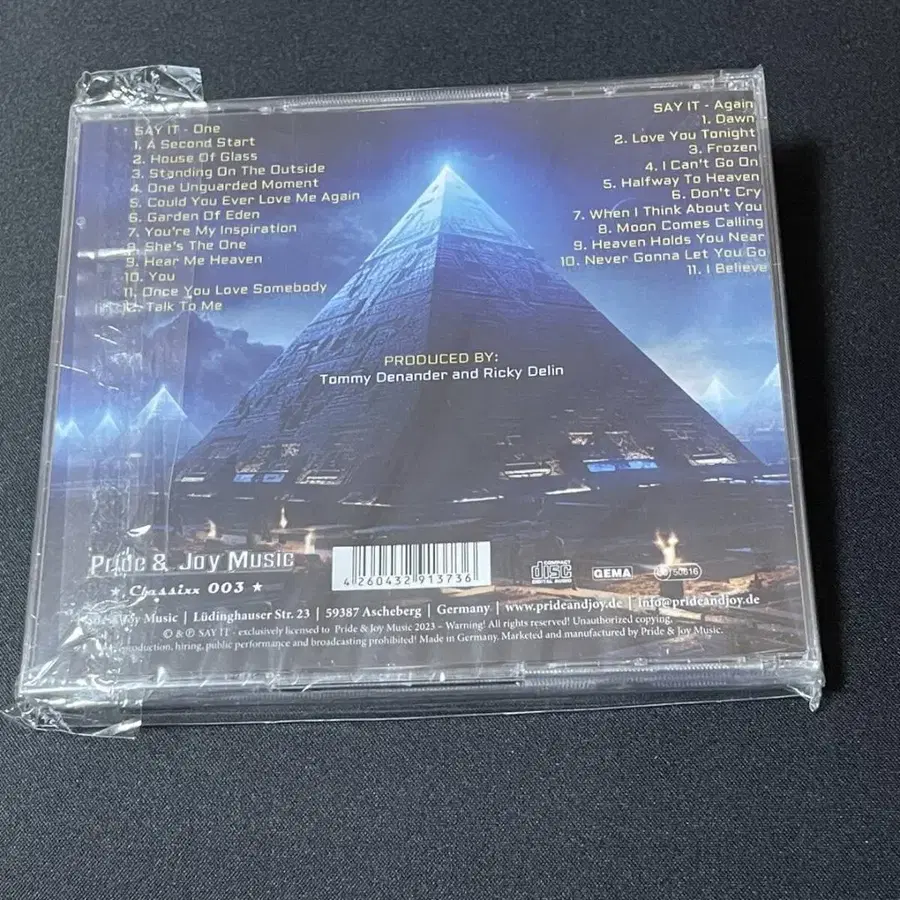 SAY IT - One
1. A Second Start
2. House Of Glass
3. Standing On The Outside
4. One Unguarded Moment
5. Could You Ever Love Me Again
6. Garden Of Eden
7. You're My Inspiration
8. She's The One
9. Hear Me Heaven
10. You
11. Once You Love Somebody
12. Talk To Me
SAY IT - Again
1. Dawn
2. Love You Tonight
3. Frozen
4. I Can't Go On
5. Halfway To Heaven
6. Don't Cry
7. When I Think About You
8. Moon Comes Calling
9. Heaven Holds You Near
10. Never Gonna Let You Go
11. I Believe
PRODUCED BY:
Tommy Denander and Ricky Delin
Pride & Joy Music
★ Classixx 003 ★
4 260432 913736
COMPACT
disc
DIGITAL AUDIO
GEMA
50616
Joy Music | Lüdinghauser Str. 23 | 59387 Ascheberg | Germany | www.prideandjoy.de | info@prideandjoy.de
© & ℗ SAY IT - exclusively licensed to Pride & Joy Music 2023 – Warning! All rights reserved! Unauthorized copying,
hiring, public performance and broadcasting prohibited! Made in Germany. Marketed and manufactured by Pride & Joy Music.